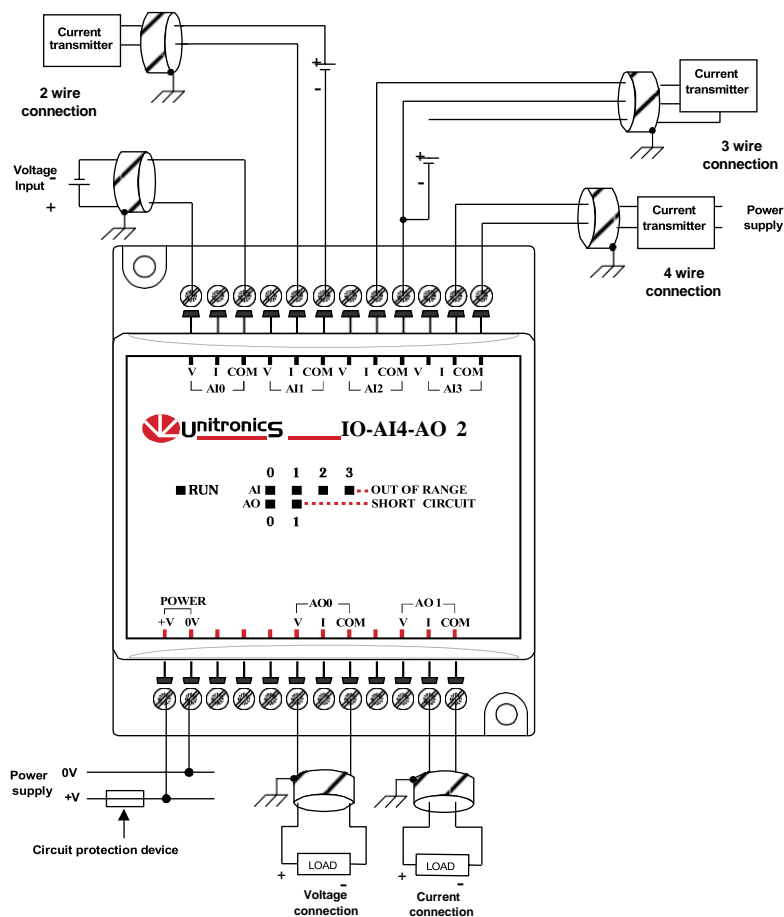 Current
transmitter
2 wire
connection
+
-
Current
transmitter
3 wire
connection
+
-
Voltage
Input
-
+
Current
transmitter
Power
supply
4 wire
connection
V I COM V I COM V I COM V I COM
AI0 AI1 AI2 AI3
Unitronics IO-AI4-AO 2
0 1 2 3
RUN AI OUT OF RANGE
AO SHORT CIRCUIT
0 1
POWER AO0 AO 1
+V 0V V I COM V I COM
Power
supply
0V
+V
Circuit protection device
LOAD
+ -
Voltage
connection
LOAD
+ -
Current
connection